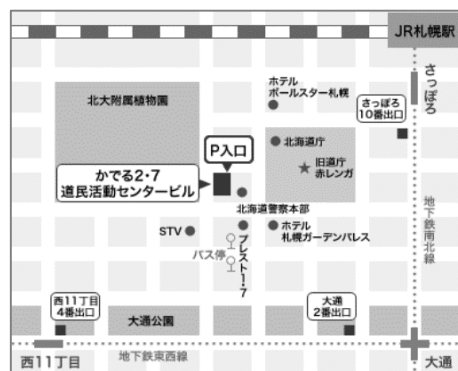 JR札幌駅
さっぽろ
ホテル
ポールスター札幌
北大附属植物園
さっぽろ
10番出口
P入口
北海道庁
旧道庁
赤レンガ
かでる2・7
道民活動センタービル
北海道警察本部
地下鉄南北線
STV
バス停
プレスト1・7
ホテル
札幌ガーデンパレス
西11丁目
4番出口
大通公園
大通
2番出口
地下鉄東西線
西11丁目
大通